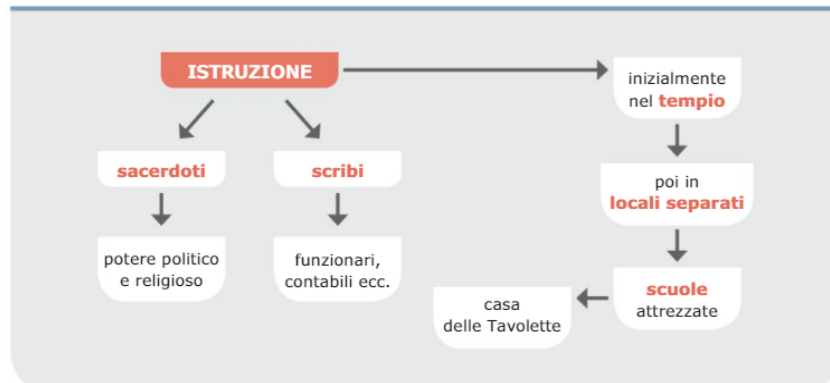 ISTRUZIONE
inizialmente
nel tempio
sacerdoti
scribi
poi in
locali separati
potere politico
e religioso
funzionari,
contabili ecc.
scuole
attrezzate
casa
delle Tavolette